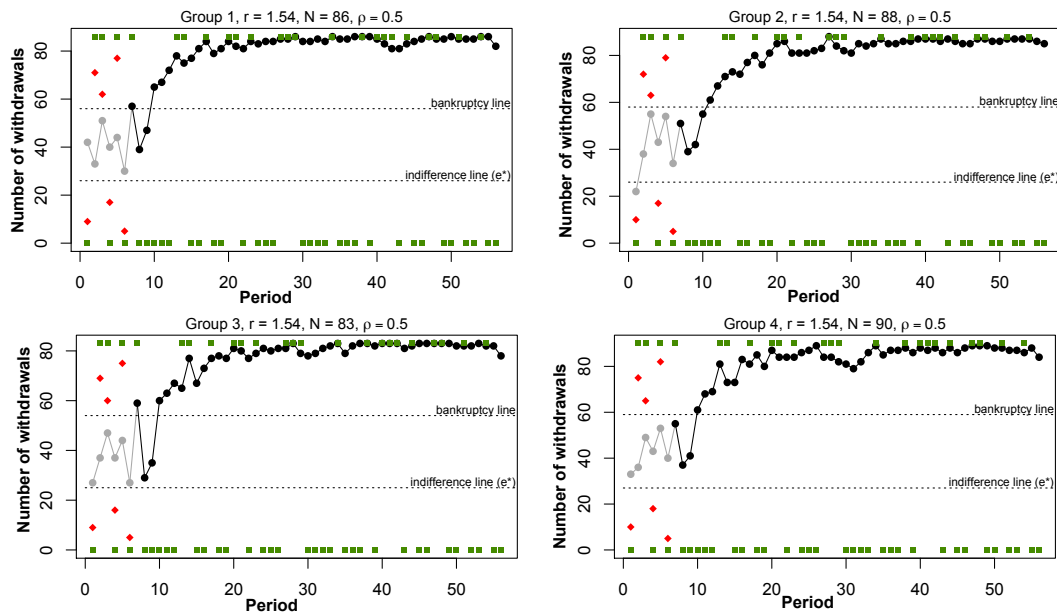 Group 1, r = 1.54, N = 86, ρ = 0.5
Number of withdrawals
80
60
40
20
0
bankruptcy line
indifference line (e*)
0 10 20 30 40 50
Period
Group 2, r = 1.54, N = 88, ρ = 0.5
Number of withdrawals
80
60
40
20
0
bankruptcy line
indifference line (e*)
0 10 20 30 40 50
Period
Group 3, r = 1.54, N = 83, ρ = 0.5
Number of withdrawals
80
60
40
20
0
bankruptcy line
indifference line (e*)
0 10 20 30 40 50
Period
Group 4, r = 1.54, N = 90, ρ = 0.5
Number of withdrawals
80
60
40
20
0
bankruptcy line
indifference line (e*)
0 10 20 30 40 50
Period